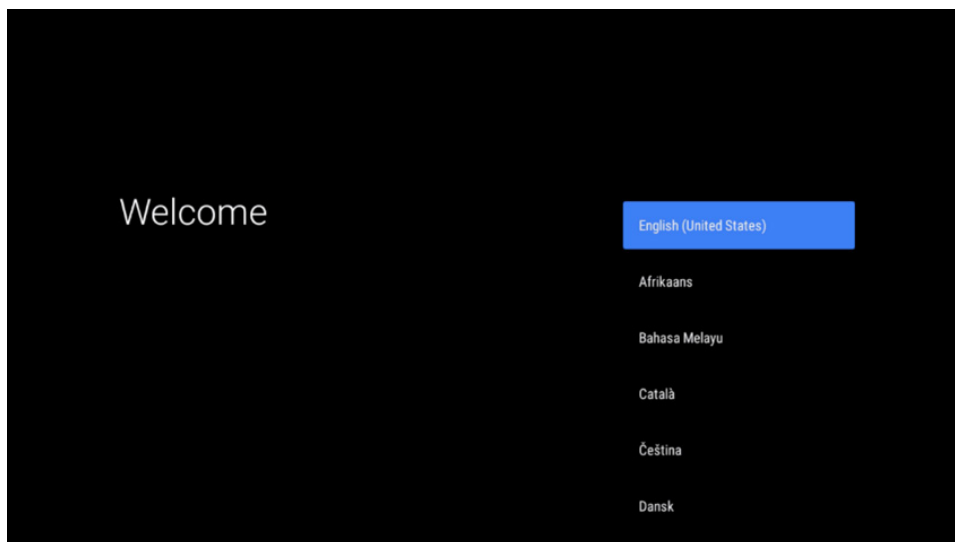 Welcome
English (United States)
Afrikaans
Bahasa Melayu
Català
Čeština
Dansk